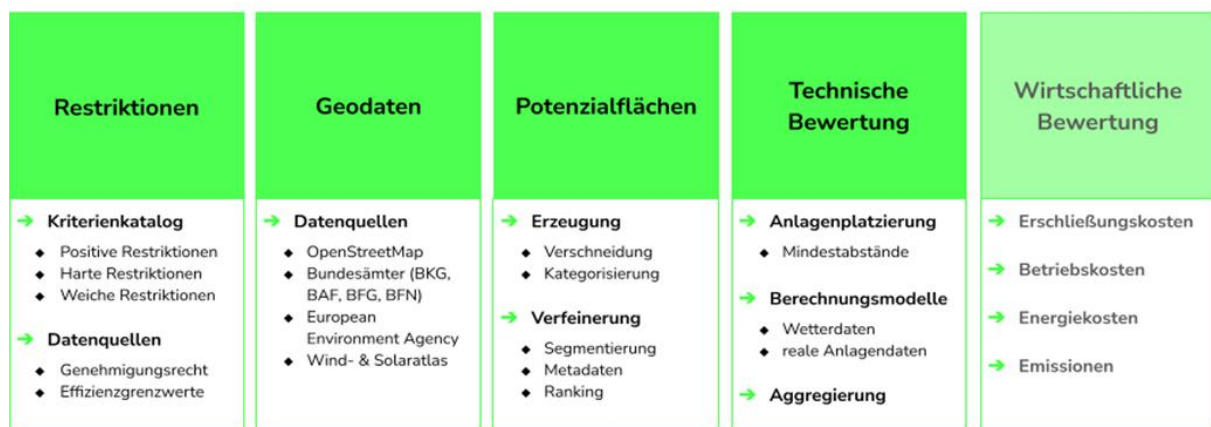 Restriktionen
Geodaten
Potenzialflächen
Technische
Bewertung
Wirtschaftliche
Bewertung
➔ Kriterienkatalog
◆ Positive Restriktionen
◆ Harte Restriktionen
◆ Weiche Restriktionen
➔ Datenquellen
◆ Genehmigungsrecht
◆ Effizienzgrenzwerte
➔ Datenquellen
◆ OpenStreetMap
◆ Bundesämter (BKG,
BAF, BFG, BFN)
◆ European
Environment Agency
◆ Wind- & Solaratlas
➔ Erzeugung
◆ Verschneidung
◆ Kategorisierung
➔ Verfeinerung
◆ Segmentierung
◆ Metadaten
◆ Ranking
➔ Anlagenplatzierung
◆ Mindestabstände
➔ Berechnungsmodelle
◆ Wetterdaten
◆ reale Anlagendaten
➔ Aggregierung
➔ Erschließungskosten
➔ Betriebskosten
➔ Energiekosten
➔ Emissionen